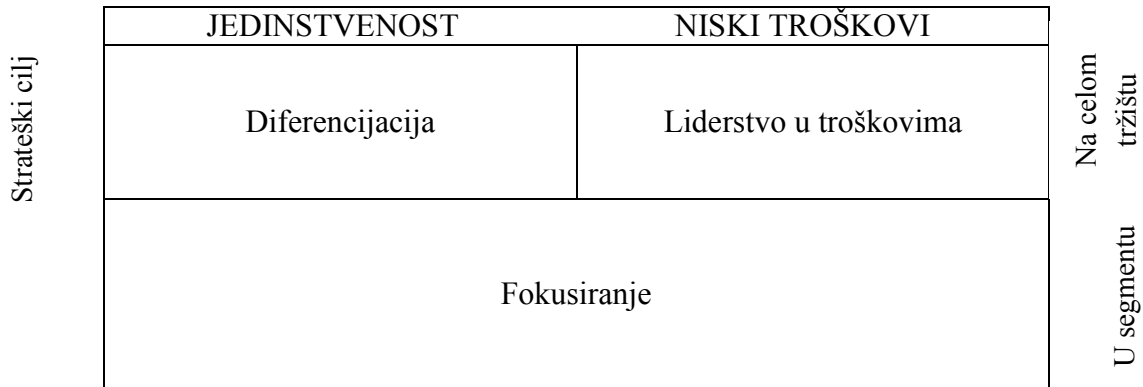 JEDINSTVENOST
NISKI TROŠKOVI
Strateški cilj
Diferencijacija
Liderstvo u troškovima
Na celom
tržištu
Fokusiranje
U segmentu